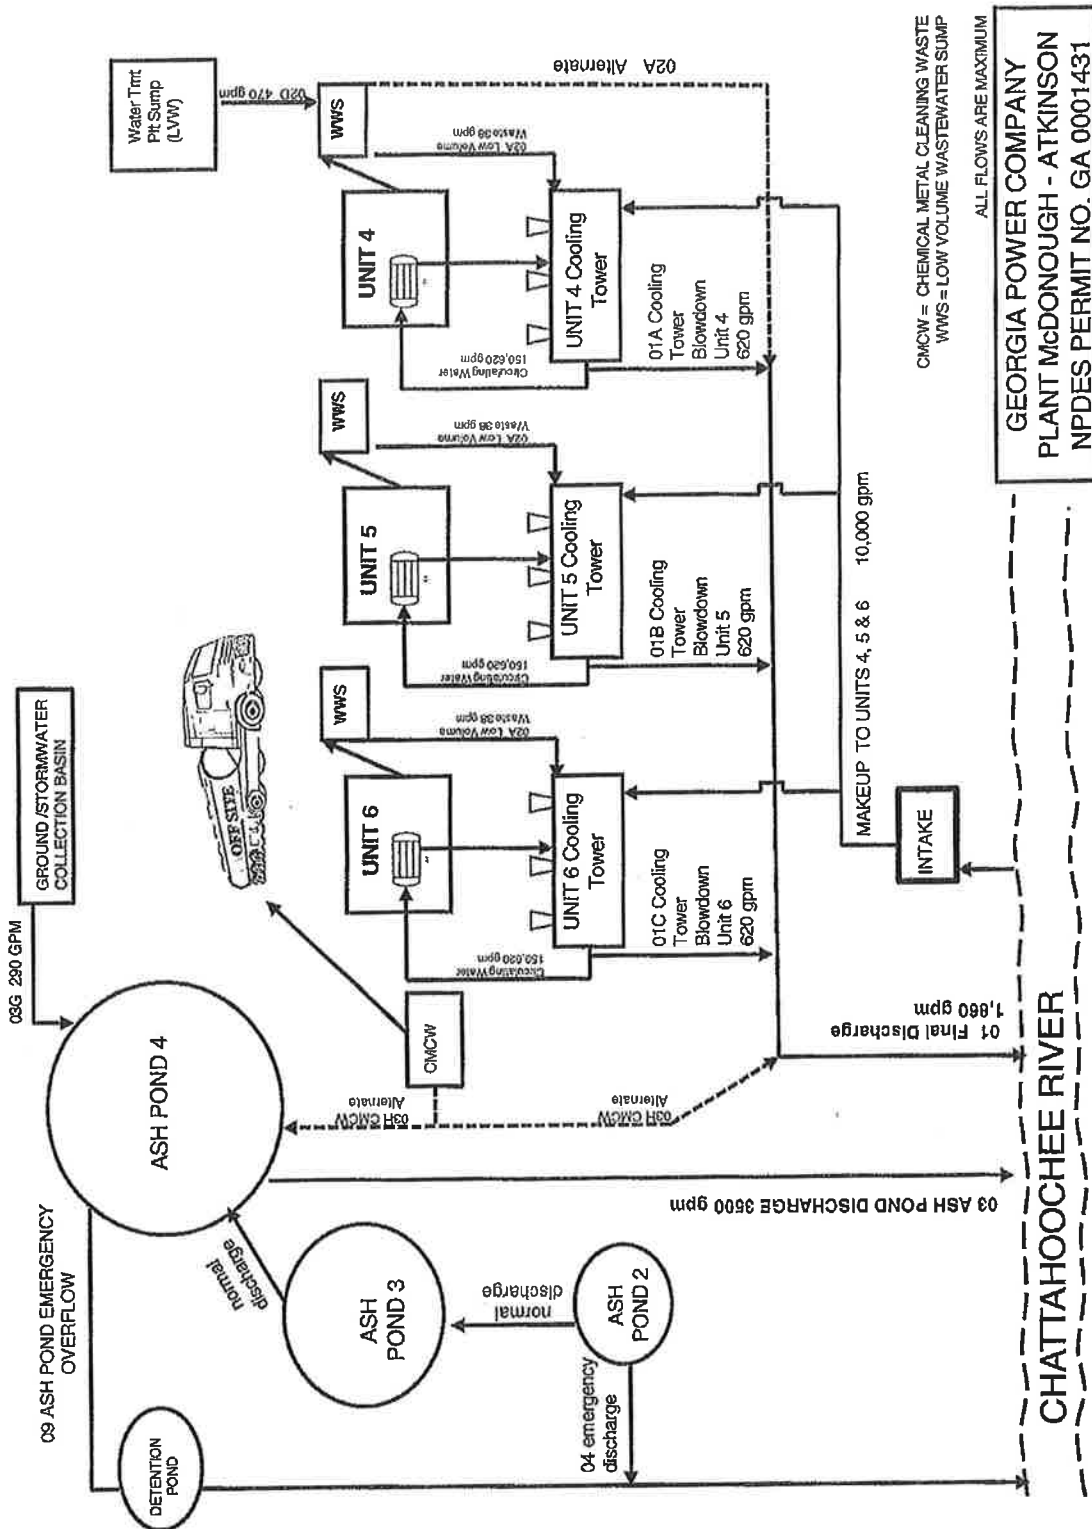 03G 290 GPM
GROUND /STORMWATER
COLLECTION BASIN
Water Tmt
Plt Sump
(LVW)
02D 470 gpm
09 ASH POND EMERGENCY
OVERFLOW
DETENTION
POND
ASH POND 4
normal
discharge
ASH
POND 3
normal
discharge
ASH
POND 2
04 emergency
discharge
03 ASH POND DISCHARGE 3500 gpm
03H CMCW
Alternate
03H CMCW
Alternate
CMCW
OFF SITE
UNIT 6
WWS
02A Low Volume
Waste 38 gpm
Circulating Water
150,620 gpm
UNIT 6 Cooling
Tower
01C Cooling
Tower
Blowdown
Unit 6
620 gpm
UNIT 5
WWS
02A Low Volume
Waste 38 gpm
Circulating Water
150,620 gpm
UNIT 5 Cooling
Tower
01B Cooling
Tower
Blowdown
Unit 5
620 gpm
UNIT 4
WWS
02A Low Volume
Waste 38 gpm
Circulating Water
150,620 gpm
UNIT 4 Cooling
Tower
01A Cooling
Tower
Blowdown
Unit 4
620 gpm
02A Alternate
01 Final Discharge
1,860 gpm
MAKEUP TO UNITS 4, 5 & 6 10,000 gpm
INTAKE
CHATTAHOOCHEE RIVER
CMCW = CHEMICAL METAL CLEANING WASTE
WWS = LOW VOLUME WASTEWATER SUMP
ALL FLOWS ARE MAXIMUM
GEORGIA POWER COMPANY
PLANT McDONOUGH - ATKINSON
NPDES PERMIT NO. GA 0001431